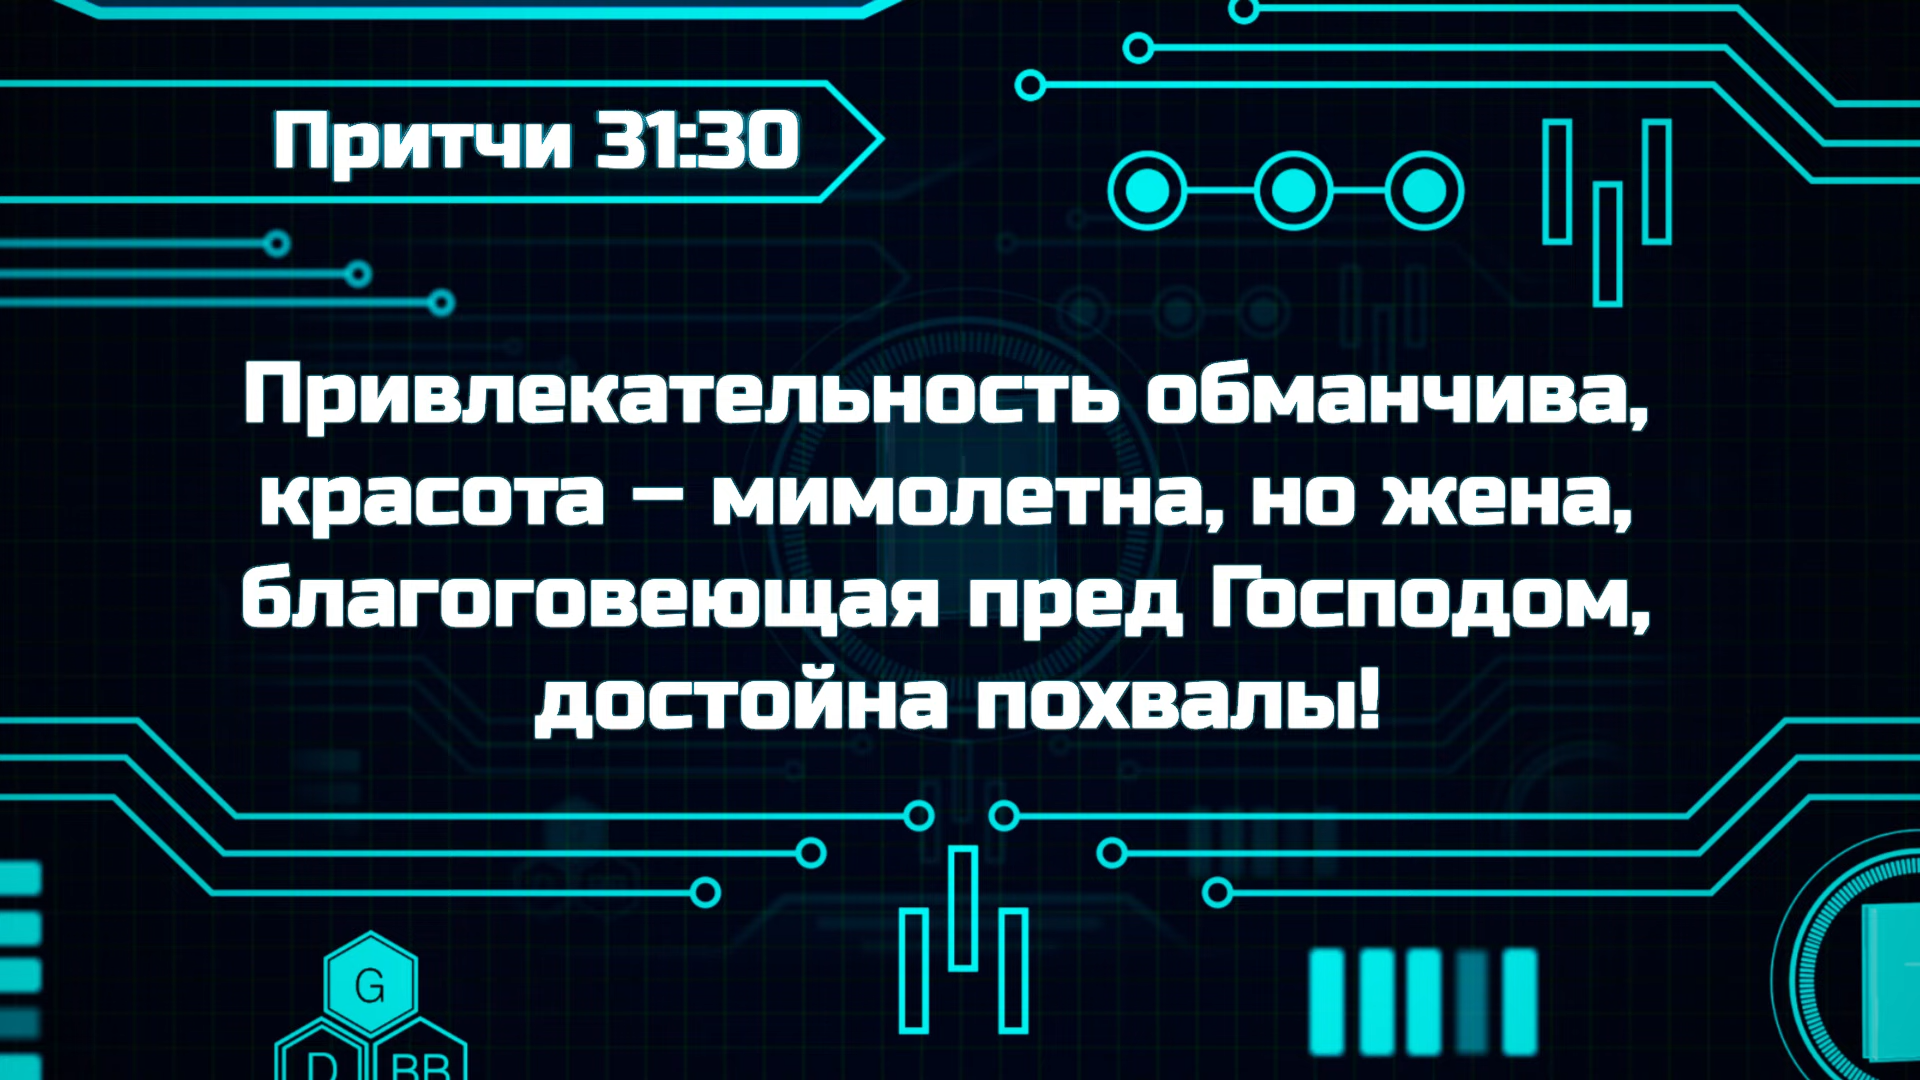 Притчи 31:30
Привлекательность обманчива,
красота – мимолетна, но жена,
благоговеющая пред Господом,
достойна похвалы!
G
D BB